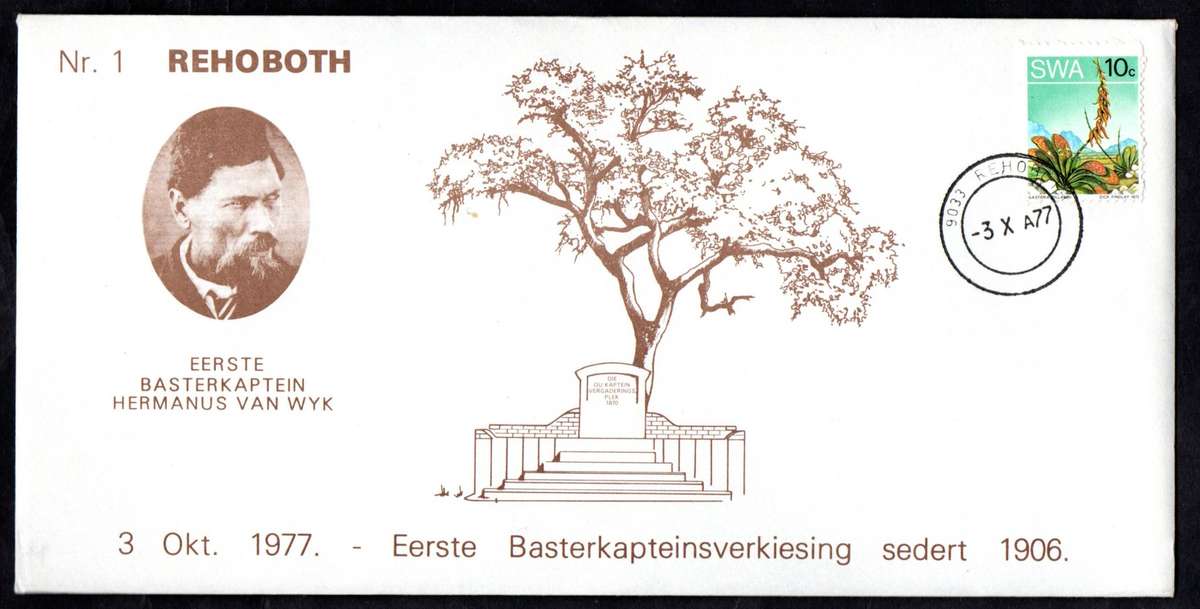 Nr. 1 REHOBOTH
SWA 10c
9033 REHO
-3 X A77
EERSTE
BASTERKAPTEIN
HERMANUS VAN WYK
DIE
OU KAPTEIN
VERGADERINGS
PLEK
1870
3 Okt. 1977. - Eerste Basterkapteinsverkiesing sedert 1906.